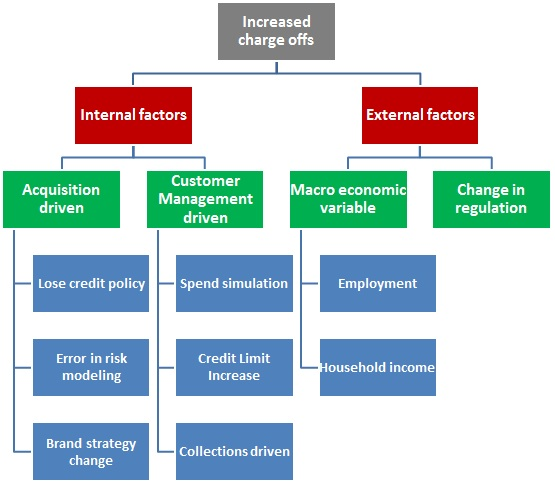 Increased
charge offs
Internal factors
External factors
Acquisition
driven
Customer
Management
driven
Macro economic
variable
Change in
regulation
Lose credit policy
Spend simulation
Employment
Error in risk
modeling
Credit Limit
Increase
Household income
Brand strategy
change
Collections driven